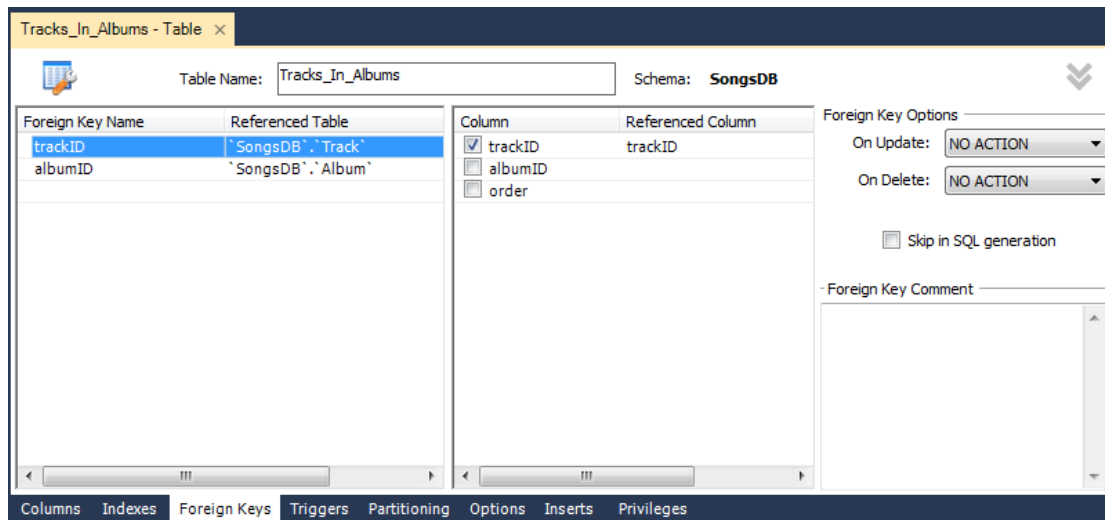 Tracks_In_Albums - Table ×
Table Name: Tracks_In_Albums Schema: SongsDB
Foreign Key Name Referenced Table
trackID `SongsDB`.`Track`
albumID `SongsDB`.`Album`
Column Referenced Column
trackID trackID
albumID
order
Foreign Key Options
On Update: NO ACTION
On Delete: NO ACTION
Skip in SQL generation
Foreign Key Comment
Columns Indexes Foreign Keys Triggers Partitioning Options Inserts Privileges